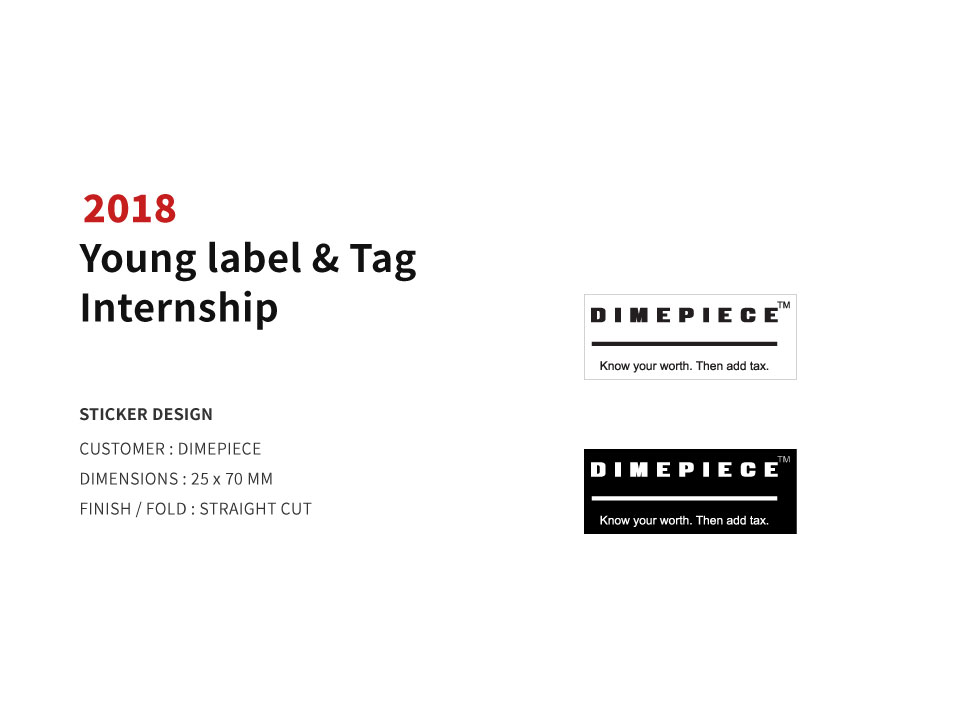 2018
Young label & Tag
Internship
STICKER DESIGN
CUSTOMER : DIMEPIECE
DIMENSIONS : 25 x 70 MM
FINISH / FOLD : STRAIGHT CUT
DIMEPIECE™
Know your worth. Then add tax.
DIMEPIECE™
Know your worth. Then add tax.